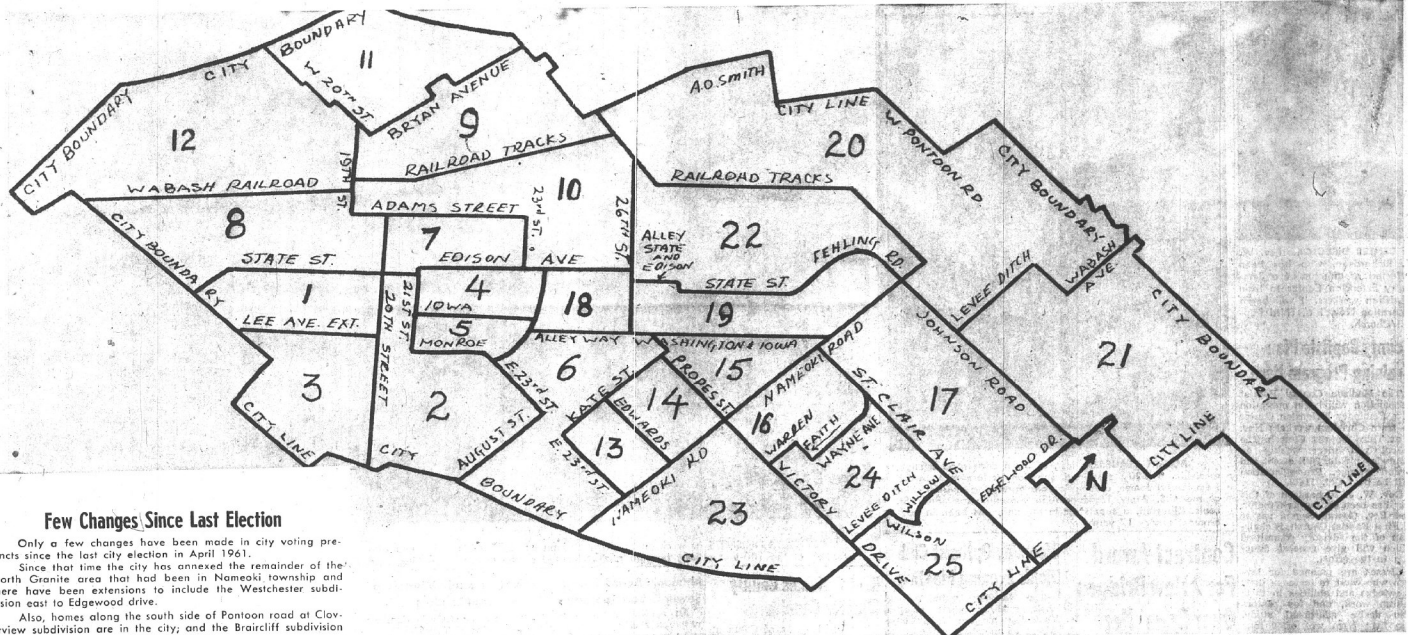 CITY BOUNDARY
CITY
BOUNDARY
11
W 20TH ST.
BRYAN AVENUE
9
12
19TH ST.
RAILROAD TRACKS
WABASH RAILROAD
A.O. SMITH
CITY LINE
20
W PONTOON RD
CITY BOUNDARY
RAILROAD TRACKS
10
23rd ST.
26TH ST.
ADAMS STREET
8
CITY BOUNDARY
STATE ST.
7
EDISON AVE
ALLEY
STATE
AND
EDISON
22
FEHLING
RD.
STATE ST.
LEVEE DITCH
WABASH
AVE
CITY BOUNDARY
1
LEE AVE. EXT.
20TH STREET
21ST ST.
4
IOWA
5
MONROE
18
19
ALLEY WAY WASHINGTON & IOWA
JOHNSON ROAD
21
3
CITY LINE
2
CITY
AUGUST ST.
E 23rd ST
6
KATE ST.
PROPES ST.
15
NAMEOKI ROAD
14
EDWARDS
13
E 23rd ST.
16
WARREN
FAITH
WAYNE AVE
ST. CLAIR AVE
17
BOUNDARY
NAMEOKI RD
23
CITY LINE
VICTORY
DRIVE
24
LEVEE DITCH
WILLOW
WILSON
25
EDGEWOOD DR.
N
CITY LINE
CITY LINE
CITY LINE
Few Changes Since Last Election
Only a few changes have been made in city voting pre-
ncts since the last city election in April 1961.
Since that time the city has annexed the remainder of the
orth Granite area that had been in Nameoki township and
ere have been extensions to include the Westchester subdi-
sion east to Edgewood drive.
Also, homes along the south side of Pontoon road at Clov-
rview subdivision are in the city; and the Braircliff subdivision